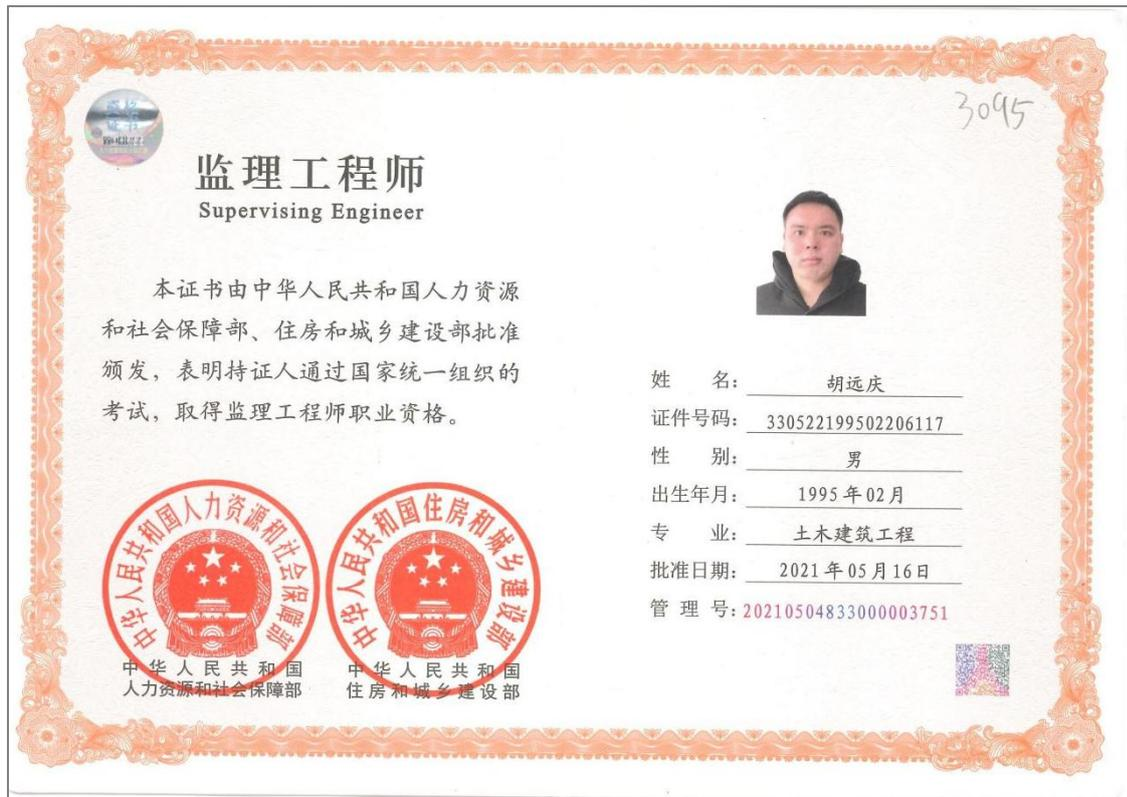 3095
资格
证书
监理工程师
Supervising Engineer
本证书由中华人民共和国人力资源
和社会保障部、住房和城乡建设部批准
颁发，表明持证人通过国家统一组织的
考试，取得监理工程师职业资格。
中华人民共和国人力资源和社会保障部
中华人民共和国
人力资源和社会保障部
中华人民共和国住房和城乡建设部
中华人民共和国
住房和城乡建设部
姓 名： 胡远庆
证件号码： 330522199502206117
性 别： 男
出生年月： 1995年02月
专 业： 土木建筑工程
批准日期： 2021年05月16日
管 理 号：20210504833000003751